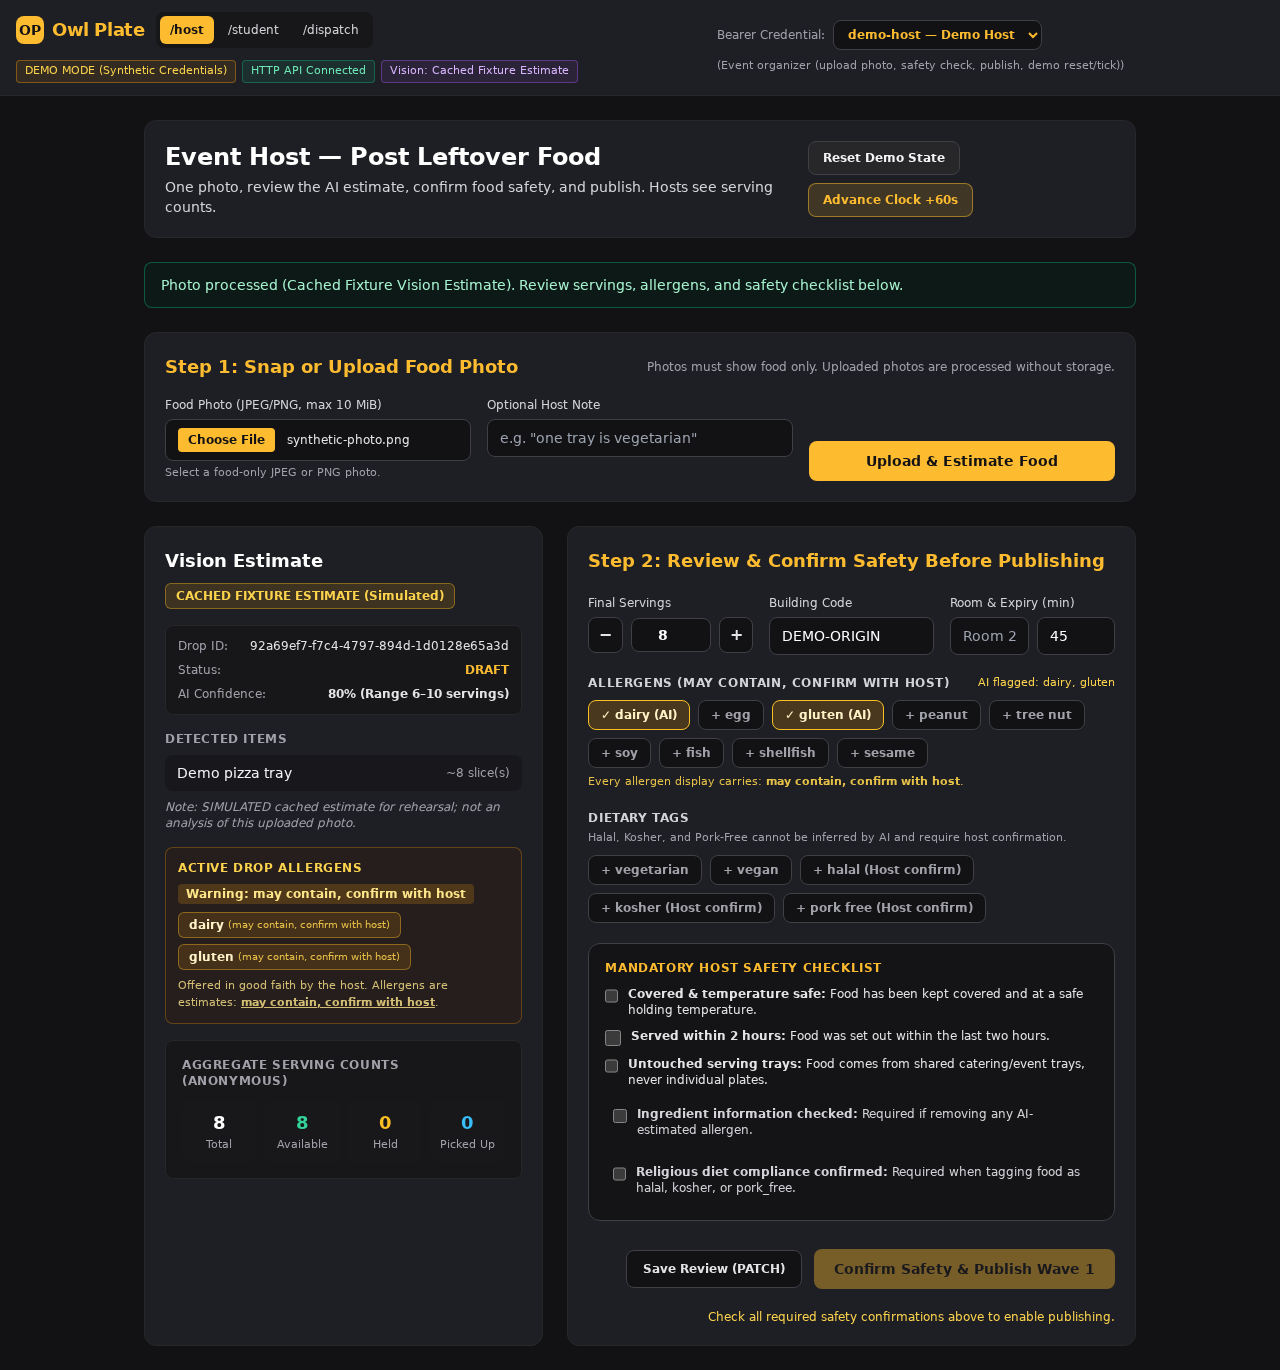 OP Owl Plate /host /student /dispatch
DEMO MODE (Synthetic Credentials) HTTP API Connected Vision: Cached Fixture Estimate
Bearer Credential: demo-host — Demo Host
(Event organizer (upload photo, safety check, publish, demo reset/tick))
Event Host — Post Leftover Food
One photo, review the AI estimate, confirm food safety, and publish. Hosts see serving
counts.
Reset Demo State
Advance Clock +60s
Photo processed (Cached Fixture Vision Estimate). Review servings, allergens, and safety checklist below.
Step 1: Snap or Upload Food Photo
Photos must show food only. Uploaded photos are processed without storage.
Food Photo (JPEG/PNG, max 10 MiB)
Choose File synthetic-photo.png
Select a food-only JPEG or PNG photo.
Optional Host Note
e.g. "one tray is vegetarian"
Upload & Estimate Food
Vision Estimate
CACHED FIXTURE ESTIMATE (Simulated)
Drop ID: 92a69ef7-f7c4-4797-894d-1d0128e65a3d
Status: DRAFT
AI Confidence: 80% (Range 6–10 servings)
DETECTED ITEMS
Demo pizza tray ~8 slice(s)
Note: SIMULATED cached estimate for rehearsal; not an
analysis of this uploaded photo.
ACTIVE DROP ALLERGENS
Warning: may contain, confirm with host
dairy (may contain, confirm with host)
gluten (may contain, confirm with host)
Offered in good faith by the host. Allergens are
estimates: may contain, confirm with host.
AGGREGATE SERVING COUNTS
(ANONYMOUS)
8 8 0 0
Total Available Held Picked Up
Step 2: Review & Confirm Safety Before Publishing
Final Servings Building Code Room & Expiry (min)
− 8 + DEMO-ORIGIN Room 2 45
ALLERGENS (MAY CONTAIN, CONFIRM WITH HOST) AI flagged: dairy, gluten
✓ dairy (AI) + egg ✓ gluten (AI) + peanut + tree nut
+ soy + fish + shellfish + sesame
Every allergen display carries: may contain, confirm with host.
DIETARY TAGS
Halal, Kosher, and Pork-Free cannot be inferred by AI and require host confirmation.
+ vegetarian + vegan + halal (Host confirm)
+ kosher (Host confirm) + pork free (Host confirm)
MANDATORY HOST SAFETY CHECKLIST
Covered & temperature safe: Food has been kept covered and at a safe
holding temperature.
Served within 2 hours: Food was set out within the last two hours.
Untouched serving trays: Food comes from shared catering/event trays,
never individual plates.
Ingredient information checked: Required if removing any AI-
estimated allergen.
Religious diet compliance confirmed: Required when tagging food as
halal, kosher, or pork_free.
Save Review (PATCH) Confirm Safety & Publish Wave 1
Check all required safety confirmations above to enable publishing.